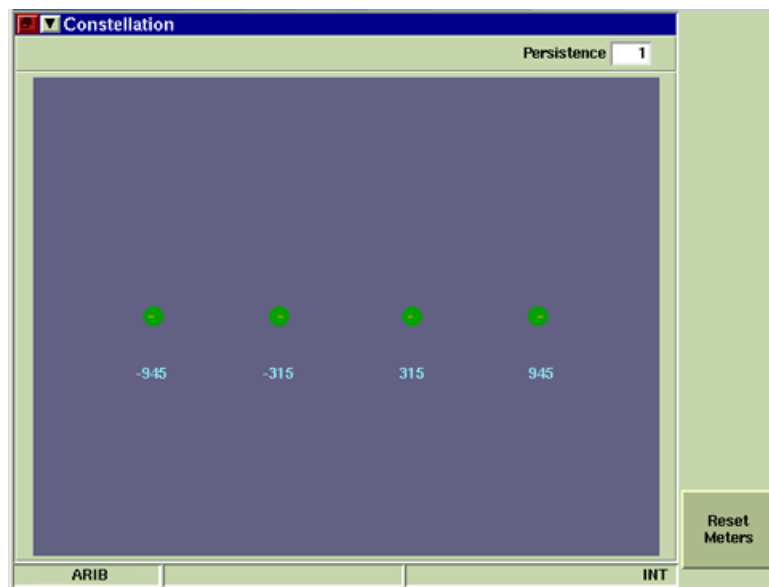 Constellation
Persistence 1
-945 -315 315 945
Reset
Meters
ARIB INT